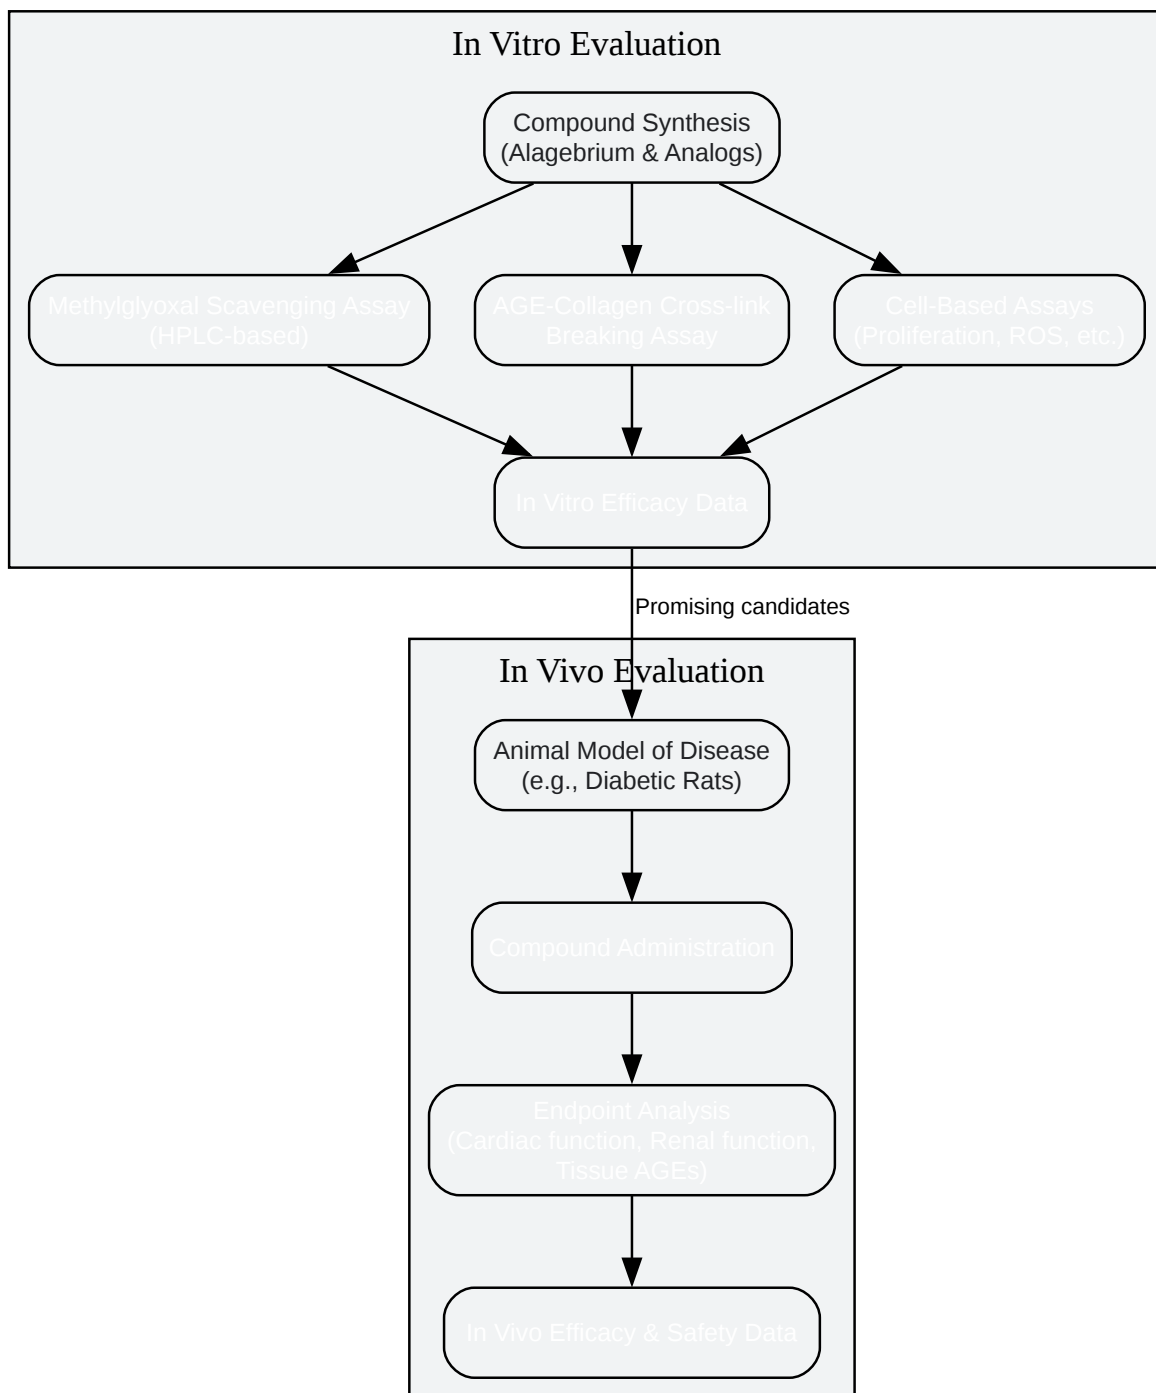 In Vitro Evaluation
Compound Synthesis
(Alagebrium & Analogs)
Methylglyoxal Scavenging Assay
(HPLC-based)
AGE-Collagen Cross-link
Breaking Assay
Cell-Based Assays
(Proliferation, ROS, etc.)
In Vitro Efficacy Data
Promising candidates
In Vivo Evaluation
Animal Model of Disease
(e.g., Diabetic Rats)
Compound Administration
Endpoint Analysis
(Cardiac function, Renal function,
Tissue AGEs)
In Vivo Efficacy & Safety Data